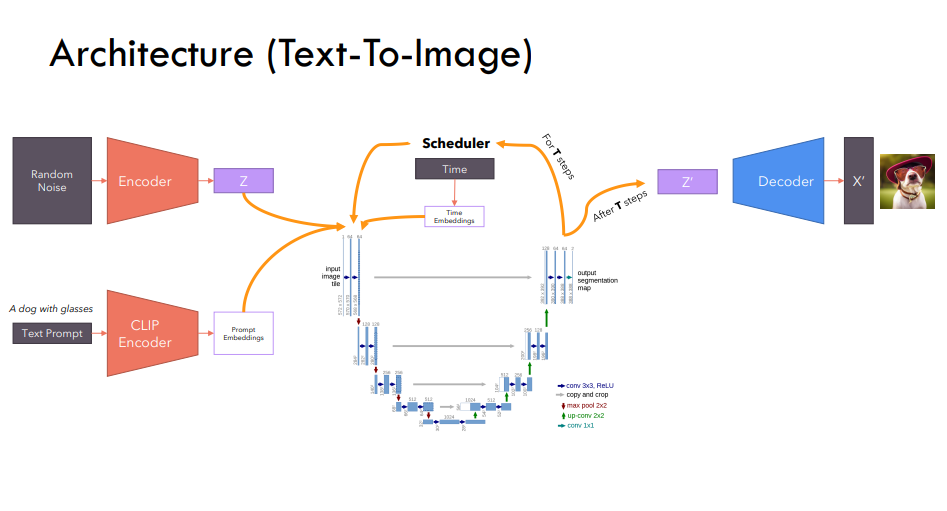 Architecture (Text-To-Image)
Random
Noise
Encoder
Z
Scheduler
Time
Time
Embeddings
For T steps
After T steps
Z'
Decoder
X'
A dog with glasses
Text Prompt
CLIP
Encoder
Prompt
Embeddings
input
image
tile
output
segmentation
map
1 64 64
128 64 64 2
128 128
256 128
256 256
512 256
512 512
1024 512
1024
conv 3x3, ReLU
copy and crop
max pool 2x2
up-conv 2x2
conv 1x1